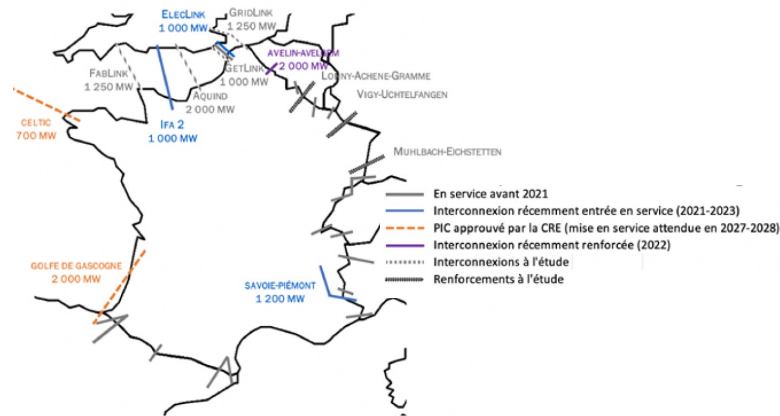 ELECLINK
1 000 MW
GRIDLINK
1 250 MW
AVELIN-AVELGEM
2 000 MW
GETLINK
1 000 MW
FABLINK
1 250 MW
AQUIND
2 000 MW
LONNY-ACHENE-GRAMME
VIGY-UCHTELFANGEN
CELTIC
700 MW
IFA 2
1 000 MW
MUHLBACH-EICHSTETTEN
En service avant 2021
Interconnexion récemment entrée en service (2021-2023)
PIC approuvé par la CRE (mise en service attendue en 2027-2028)
Interconnexion récemment renforcée (2022)
Interconnexions à l'étude
Renforcements à l'étude
GOLFE DE GASCOGNE
2 000 MW
SAVOIE-PIÉMONT
1 200 MW